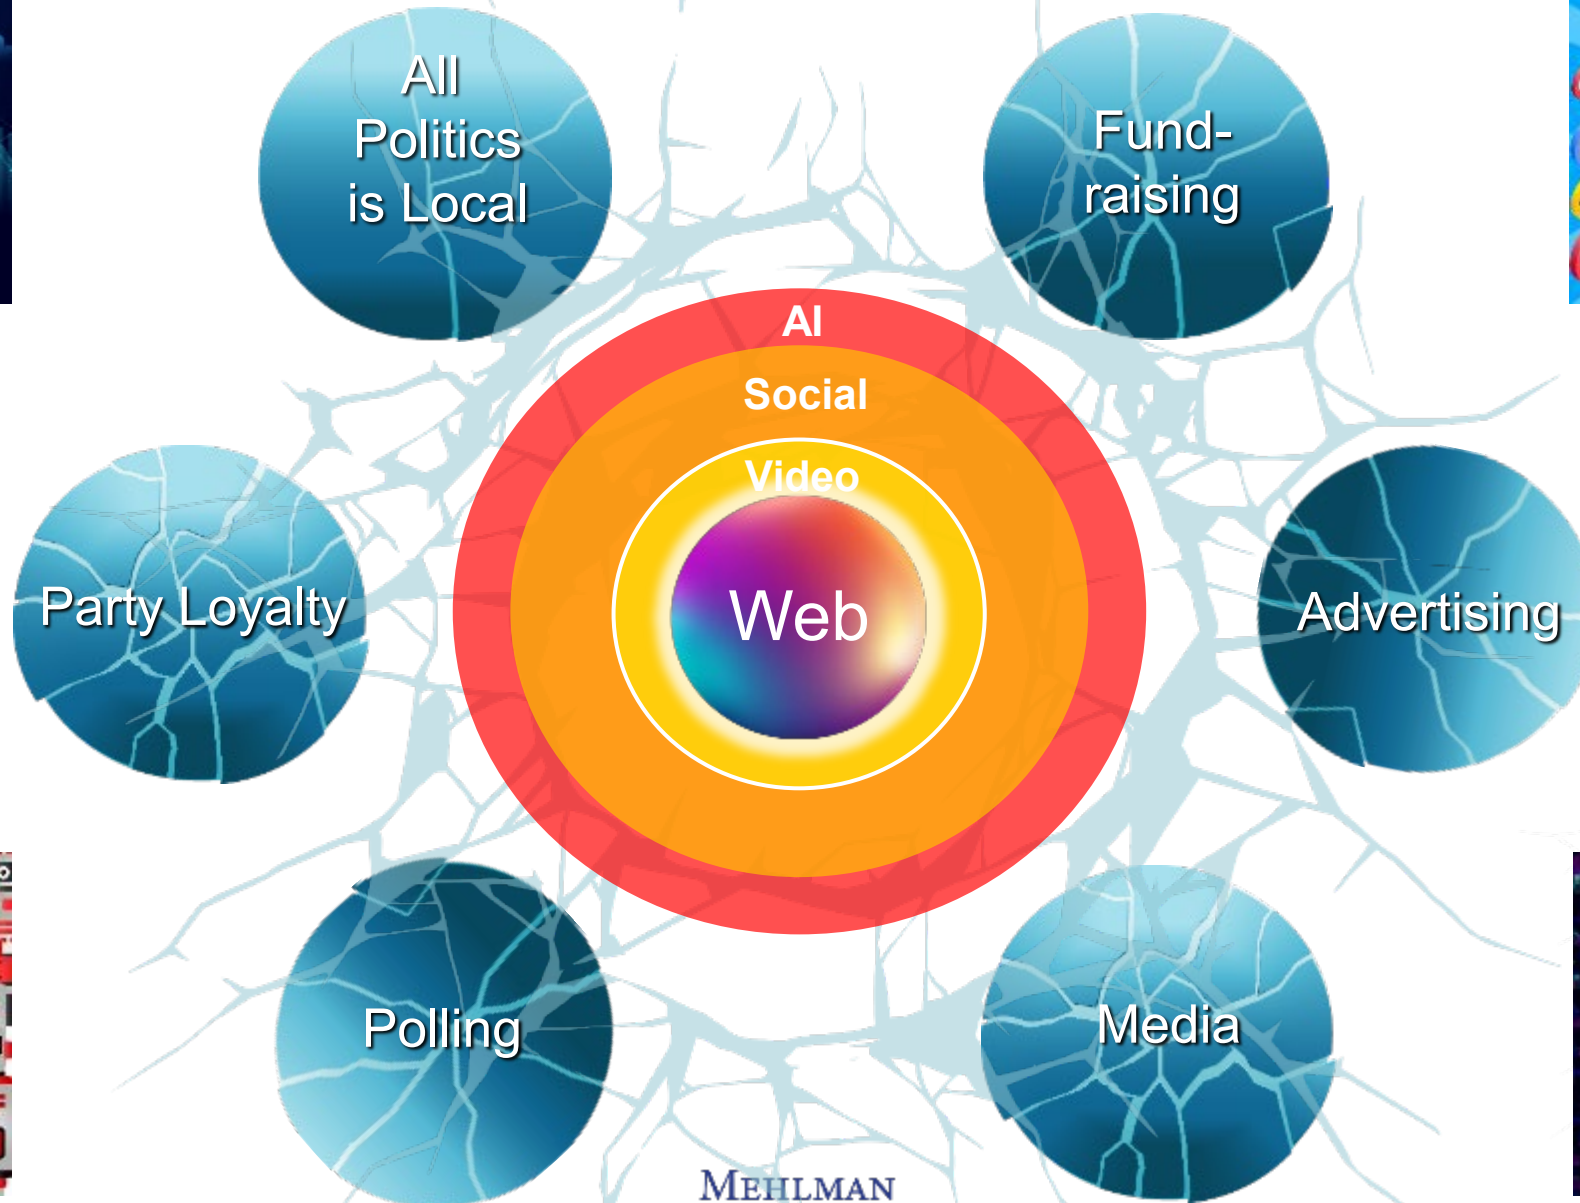 All
Politics
is Local
Fund-
raising
AI
Social
Video
Web
Party Loyalty
Advertising
Polling
Media
MEHLMAN